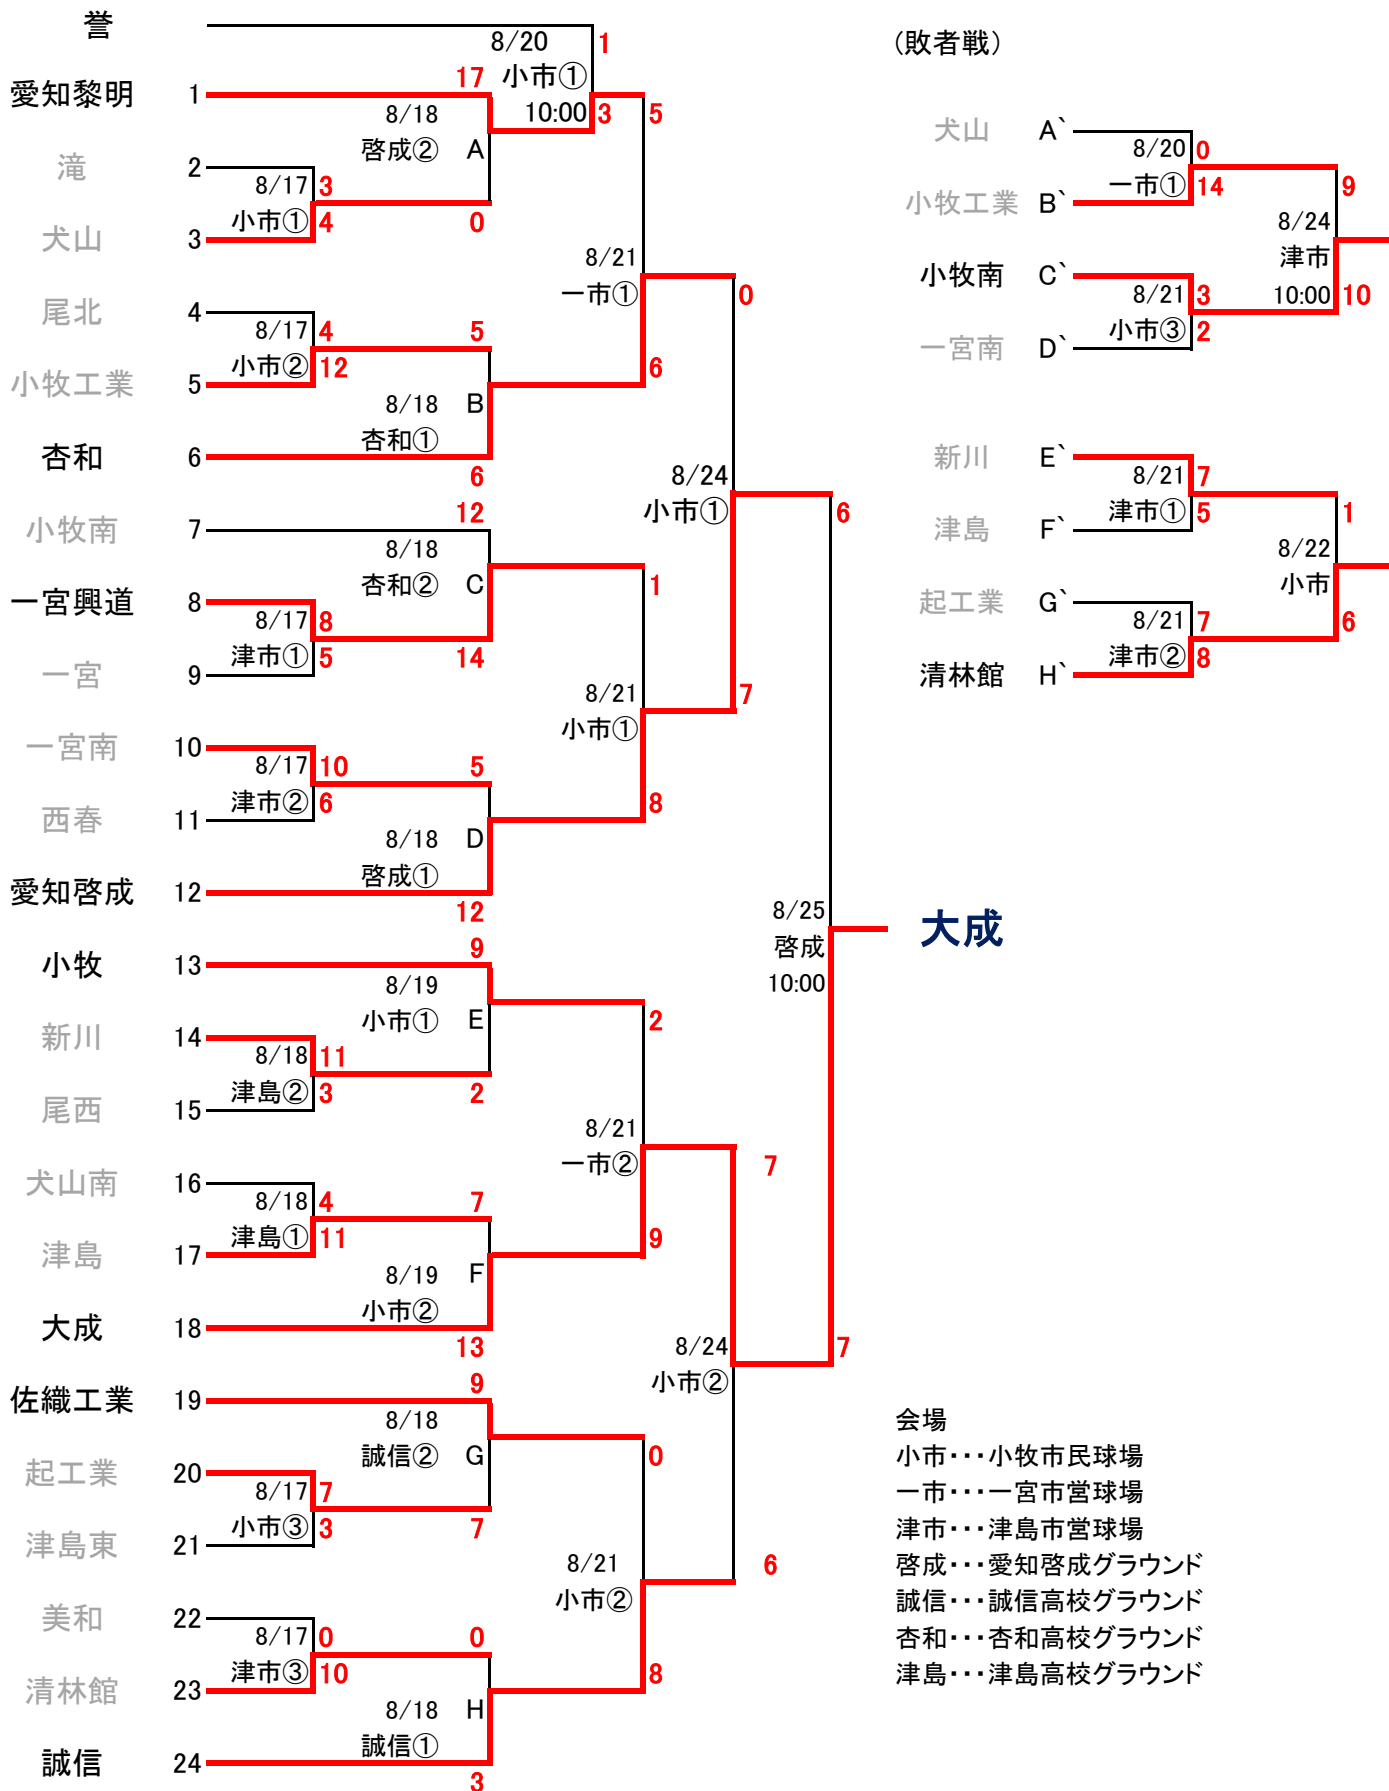 誉
8/20
1
小市①
10:00
3
5
17
愛知黎明 1
8/18
啓成② A
滝 2
8/17 3
小市① 4
0
犬山 3
8/21
一市①
0
尾北 4
8/17 4
小市② 12
5
6
小牧工業 5
8/18 B
杏和①
杏和 6
6
8/24
小市①
6
12
小牧南 7
8/18
杏和② C
1
一宮興道 8
8/17 8
津市① 5
14
一宮 9
8/21
小市①
7
一宮南 10
8/17 10
津市② 6
5
8
西春 11
8/18 D
啓成①
愛知啓成 12
12
8/25
啓成
10:00
大成
9
小牧 13
8/19
小市① E
2
新川 14
8/18 11
津島② 3
2
尾西 15
8/21
一市②
7
犬山南 16
8/18 4
津島① 11
7
9
津島 17
8/19 F
小市②
大成 18
13
8/24
小市②
7
9
佐織工業 19
8/18
誠信② G
0
起工業 20
8/17 7
小市③ 3
7
津島東 21
8/21
小市②
6
美和 22
8/17 0
津市③ 10
0
8
清林館 23
8/18 H
誠信①
誠信 24
3
(敗者戦)
犬山 A`
8/20 0
一市① 14
9
小牧工業 B`
8/24
津市
10:00 10
小牧南 C`
8/21 3
小市③ 2
一宮南 D`
新川 E`
8/21 7
津市① 5
1
津島 F`
8/22
小市
6
起工業 G`
8/21 7
津市② 8
清林館 H`
会場
小市・・・小牧市民球場
一市・・・一宮市営球場
津市・・・津島市営球場
啓成・・・愛知啓成グラウンド
誠信・・・誠信高校グラウンド
杏和・・・杏和高校グラウンド
津島・・・津島高校グラウンド